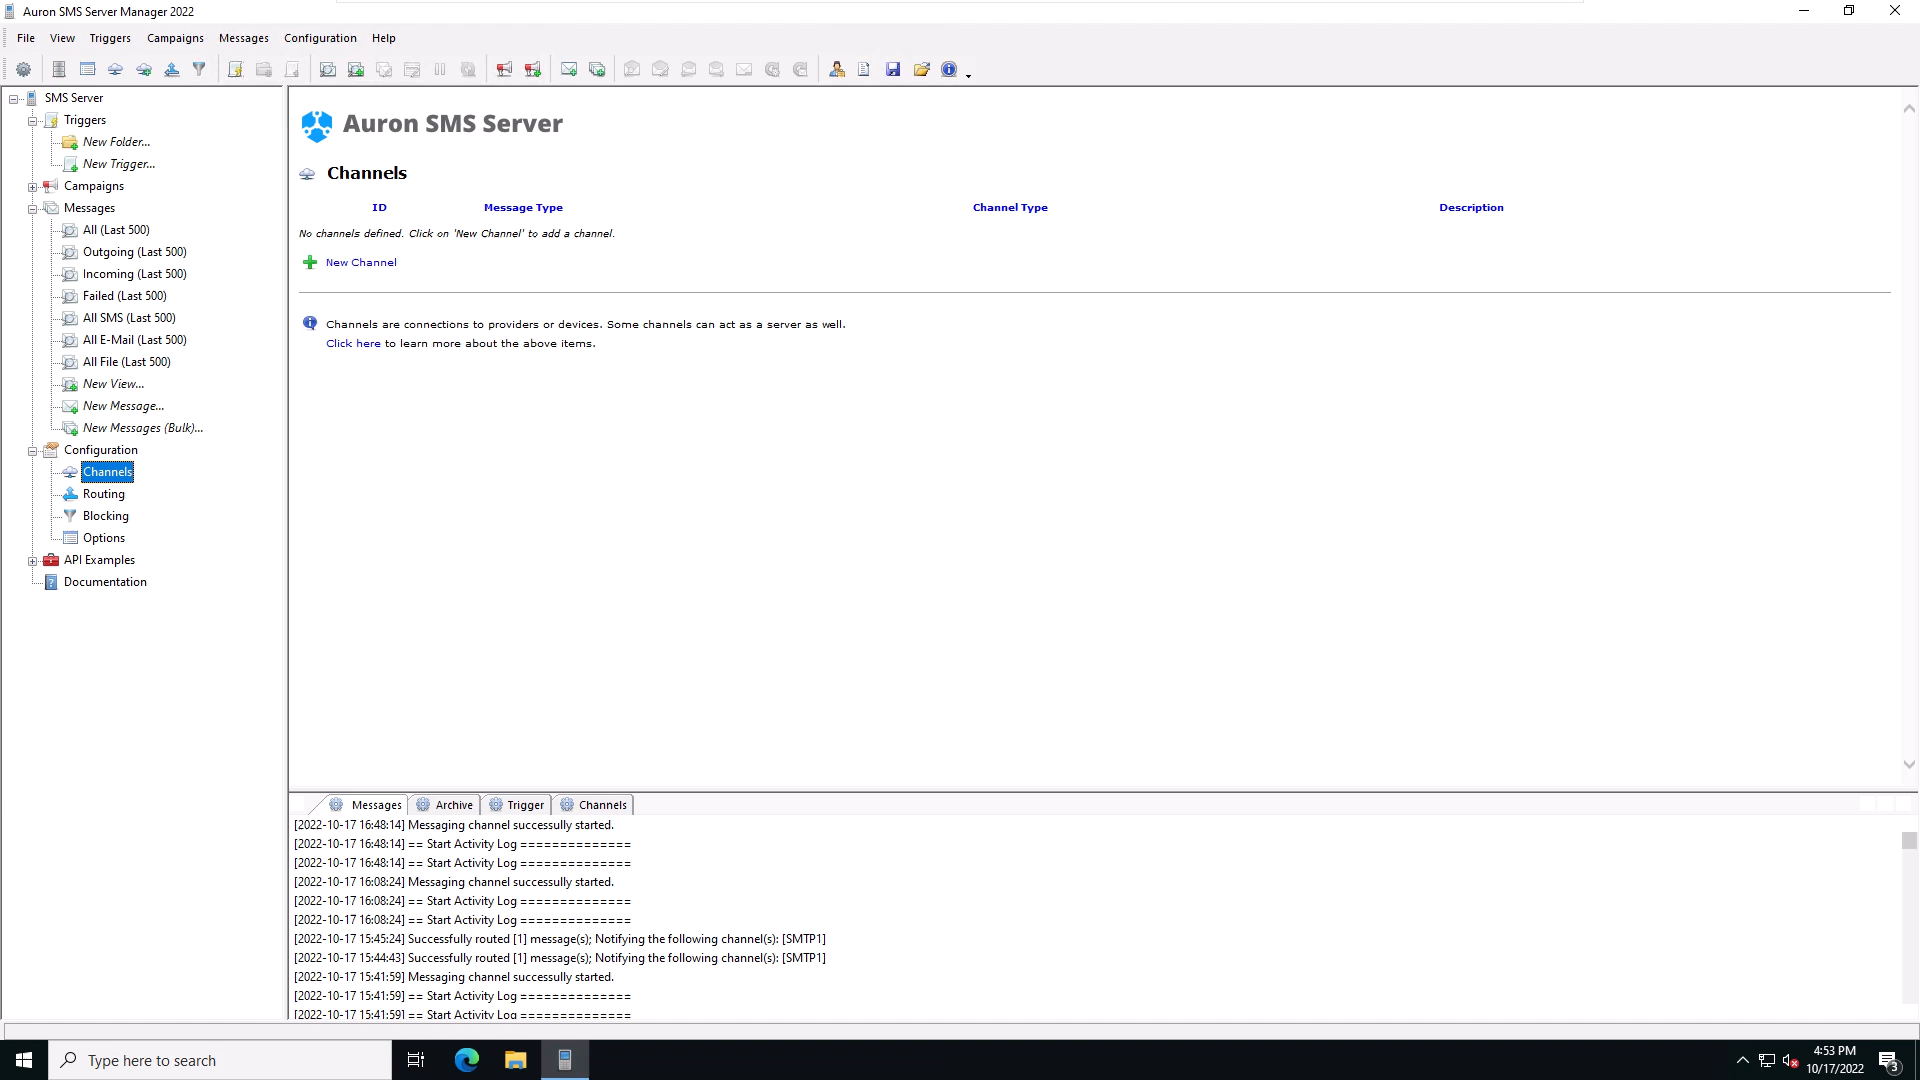 Auron SMS Server Manager 2022
File View Triggers Campaigns Messages Configuration Help
SMS Server
Triggers
New Folder...
New Trigger...
Campaigns
Messages
All (Last 500)
Outgoing (Last 500)
Incoming (Last 500)
Failed (Last 500)
All SMS (Last 500)
All E-Mail (Last 500)
All File (Last 500)
New View...
New Message...
New Messages (Bulk)...
Configuration
Channels
Routing
Blocking
Options
API Examples
Documentation
Auron SMS Server
Channels
ID Message Type Channel Type Description
No channels defined. Click on 'New Channel' to add a channel.
New Channel
Channels are connections to providers or devices. Some channels can act as a server as well.
Click here to learn more about the above items.
Messages Archive Trigger Channels
[2022-10-17 16:48:14] Messaging channel successully started.
[2022-10-17 16:48:14] == Start Activity Log ==============
[2022-10-17 16:48:14] == Start Activity Log ==============
[2022-10-17 16:08:24] Messaging channel successully started.
[2022-10-17 16:08:24] == Start Activity Log ==============
[2022-10-17 16:08:24] == Start Activity Log ==============
[2022-10-17 15:45:24] Successfully routed [1] message(s); Notifying the following channel(s): [SMTP1]
[2022-10-17 15:44:43] Successfully routed [1] message(s); Notifying the following channel(s): [SMTP1]
[2022-10-17 15:41:59] Messaging channel successully started.
[2022-10-17 15:41:59] == Start Activity Log ==============
[2022-10-17 15:41:59] == Start Activity Log ==============
Type here to search
4:53 PM
10/17/2022
3